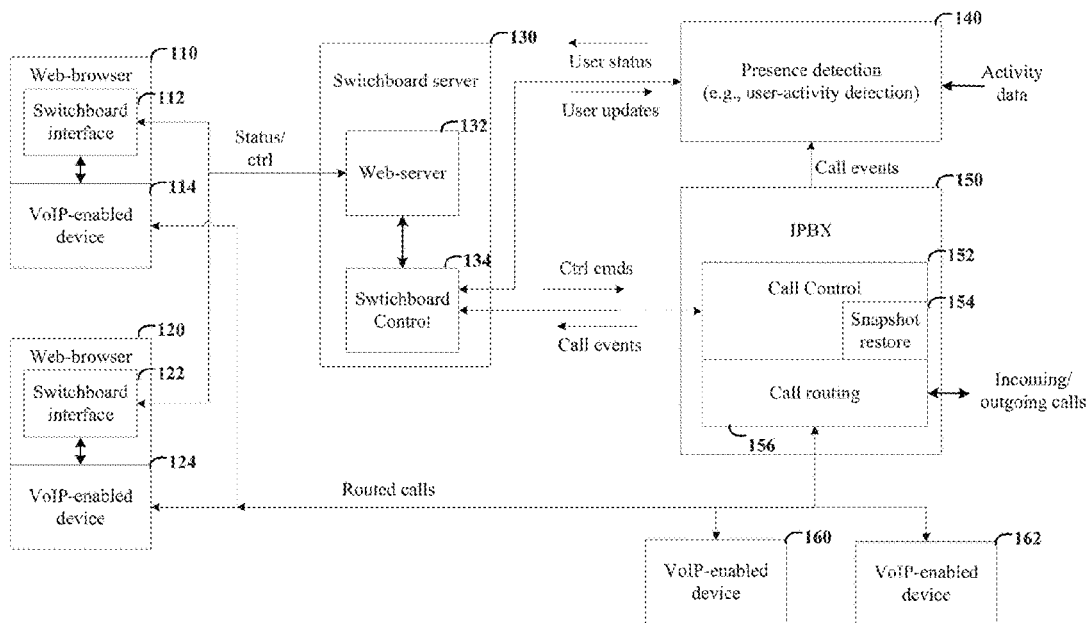 110
Web-browser
112
Switchboard
interface
114
VoIP-enabled
device
120
Web-browser
122
Switchboard
interface
124
VoIP-enabled
device
Status/
ctrl
130
Switchboard server
132
Web-server
134
Swtichboard
Control
User status
User updates
Ctrl cmds
Call events
140
Presence detection
(e.g., user-activity detection)
Activity
data
Call events
150
IPBX
152
Call Control
154
Snapshot
restore
Call routing
156
Incoming/
outgoing calls
Routed calls
160
VoIP-enabled
device
162
VoIP-enabled
device